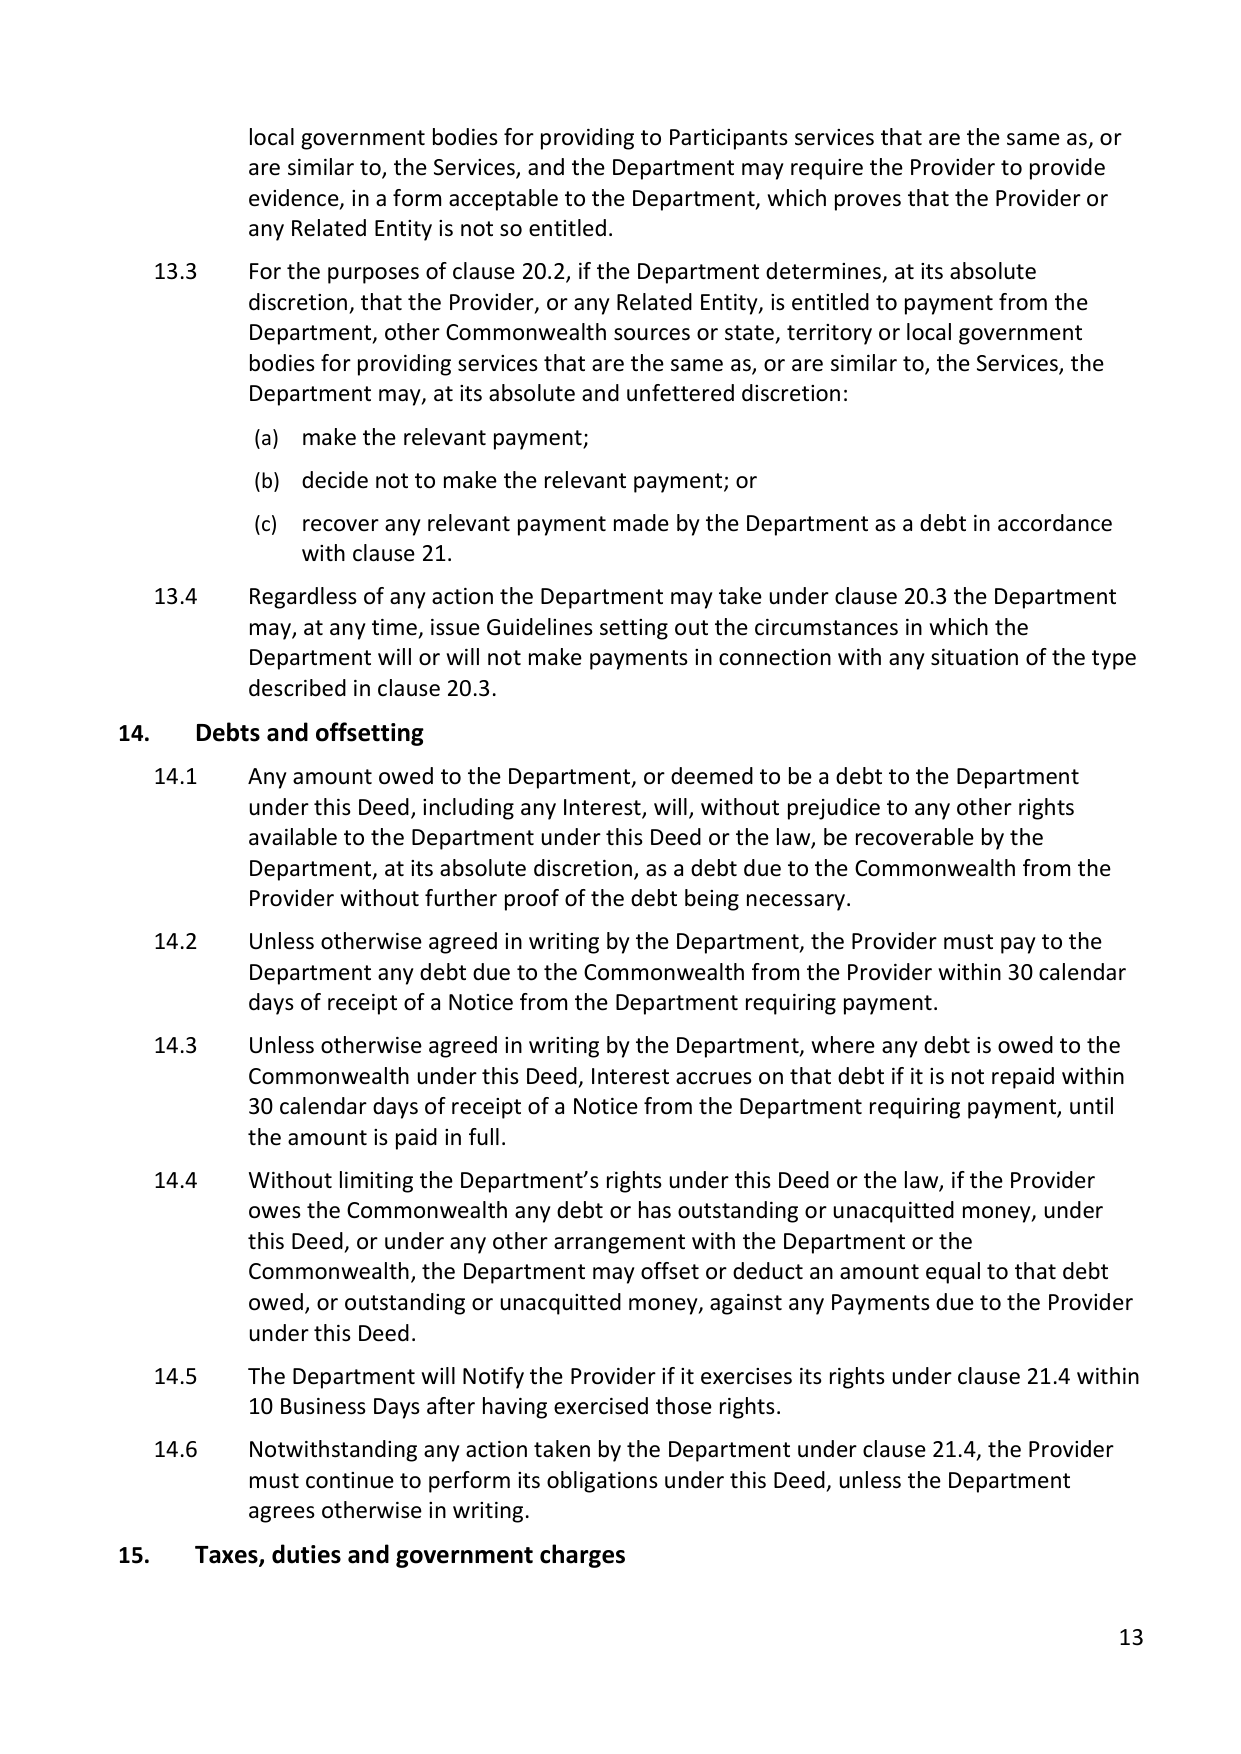 local government bodies for providing to Participants services that are the same as, or
are similar to, the Services, and the Department may require the Provider to provide
evidence, in a form acceptable to the Department, which proves that the Provider or
any Related Entity is not so entitled.
13.3 For the purposes of clause 20.2, if the Department determines, at its absolute
discretion, that the Provider, or any Related Entity, is entitled to payment from the
Department, other Commonwealth sources or state, territory or local government
bodies for providing services that are the same as, or are similar to, the Services, the
Department may, at its absolute and unfettered discretion:
(a) make the relevant payment;
(b) decide not to make the relevant payment; or
(c) recover any relevant payment made by the Department as a debt in accordance
with clause 21.
13.4 Regardless of any action the Department may take under clause 20.3 the Department
may, at any time, issue Guidelines setting out the circumstances in which the
Department will or will not make payments in connection with any situation of the type
described in clause 20.3.
14. Debts and offsetting
14.1 Any amount owed to the Department, or deemed to be a debt to the Department
under this Deed, including any Interest, will, without prejudice to any other rights
available to the Department under this Deed or the law, be recoverable by the
Department, at its absolute discretion, as a debt due to the Commonwealth from the
Provider without further proof of the debt being necessary.
14.2 Unless otherwise agreed in writing by the Department, the Provider must pay to the
Department any debt due to the Commonwealth from the Provider within 30 calendar
days of receipt of a Notice from the Department requiring payment.
14.3 Unless otherwise agreed in writing by the Department, where any debt is owed to the
Commonwealth under this Deed, Interest accrues on that debt if it is not repaid within
30 calendar days of receipt of a Notice from the Department requiring payment, until
the amount is paid in full.
14.4 Without limiting the Department’s rights under this Deed or the law, if the Provider
owes the Commonwealth any debt or has outstanding or unacquitted money, under
this Deed, or under any other arrangement with the Department or the
Commonwealth, the Department may offset or deduct an amount equal to that debt
owed, or outstanding or unacquitted money, against any Payments due to the Provider
under this Deed.
14.5 The Department will Notify the Provider if it exercises its rights under clause 21.4 within
10 Business Days after having exercised those rights.
14.6 Notwithstanding any action taken by the Department under clause 21.4, the Provider
must continue to perform its obligations under this Deed, unless the Department
agrees otherwise in writing.
15. Taxes, duties and government charges
13